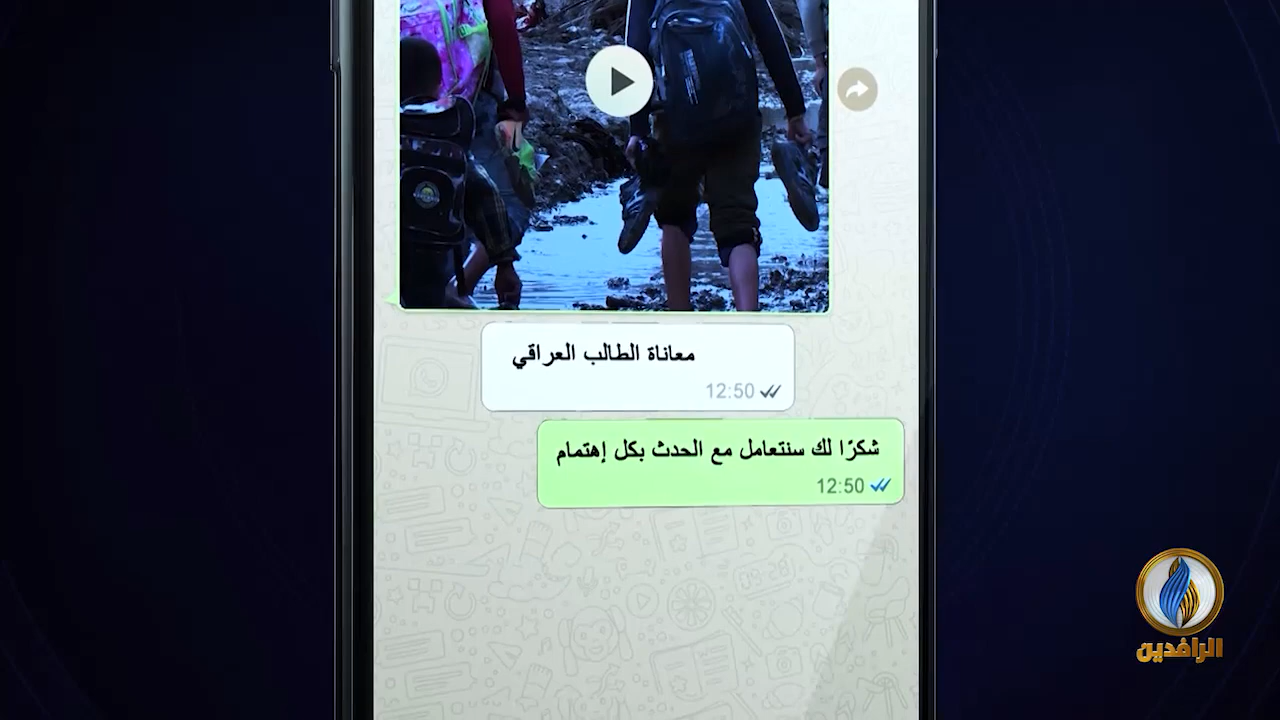 معاناة الطالب العراقي
12:50
شكرًا لك سنتعامل مع الحدث بكل إهتمام
12:50
الرافدين